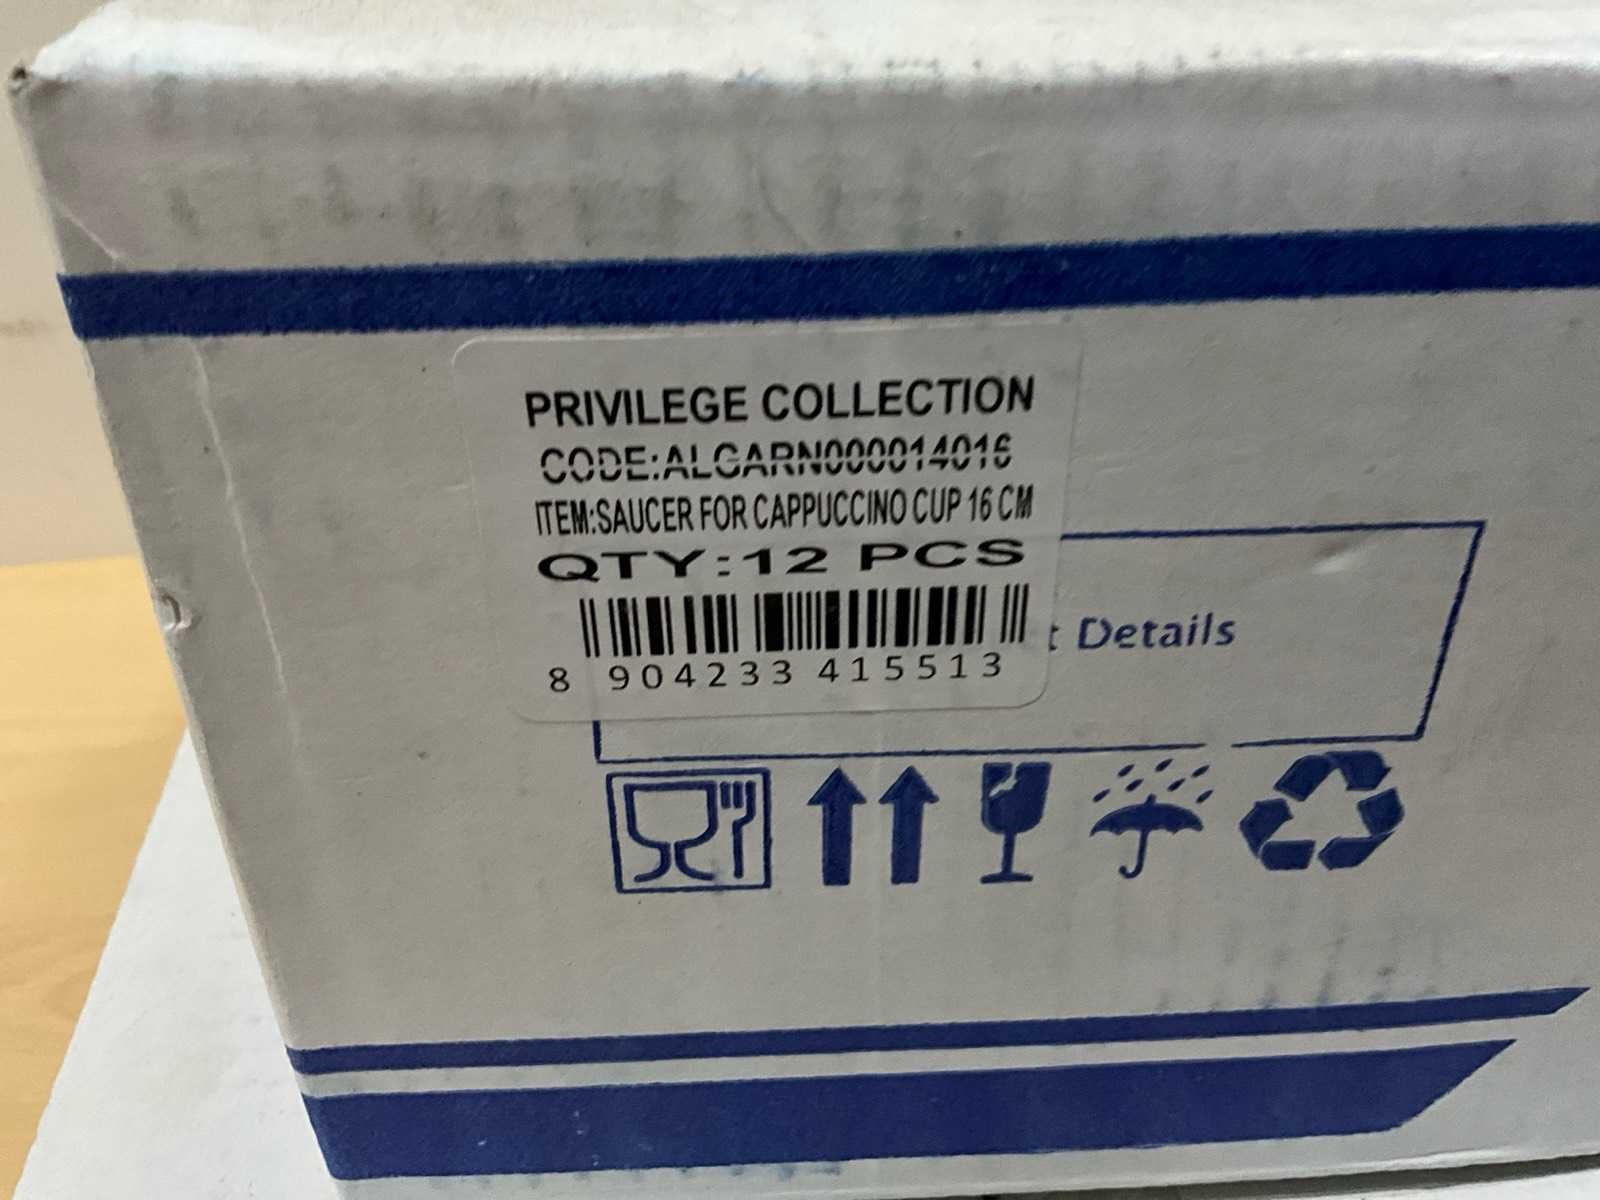 PRIVILEGE COLLECTION
CODE:ALGARN000014016
ITEM:SAUCER FOR CAPPUCCINO CUP 16 CM
QTY:12 PCS
8 904233 415513
Details